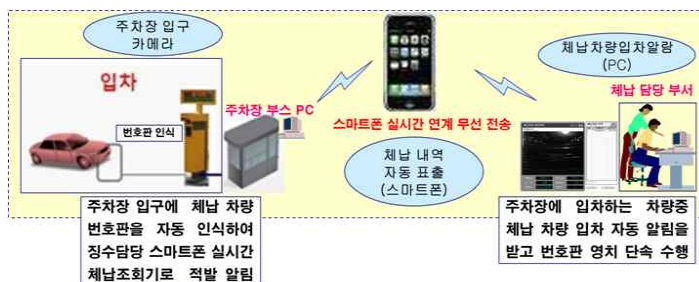 주차장 입구
카메라
입차
번호판 인식
주차장 부스 PC
스마트폰 실시간 연계 무선 전송
체납 내역
자동 표출
(스마트폰)
체납차량입차알람
(PC)
체납 담당 부서
주차장 입구에 체납 차량
번호판을 자동 인식하여
징수담당 스마트폰 실시간
체납조회기로 적발 알림
주차장에 입차하는 차량중
체납 차량 입차 자동 알림을
받고 번호판 영치 단속 수행